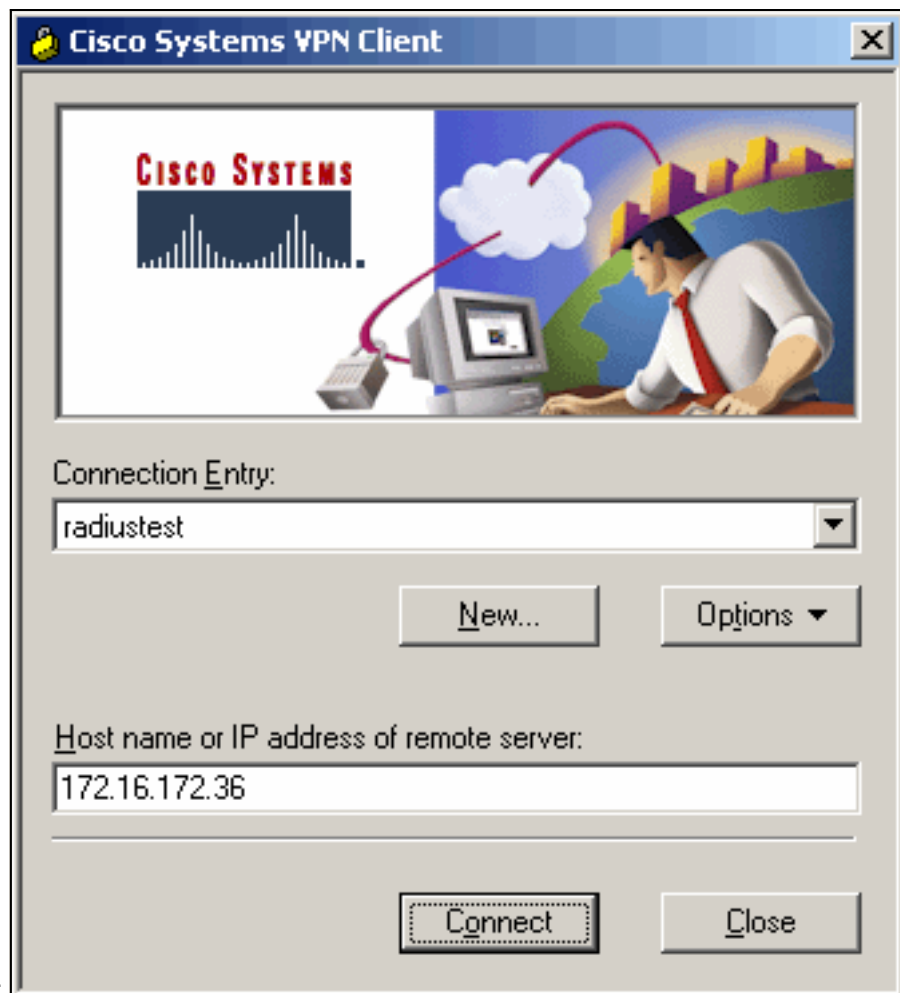 Cisco Systems VPN Client
CISCO SYSTEMS
Connection Entry:
radiustest
New...
Options
Host name or IP address of remote server:
172.16.172.36
Connect
Close